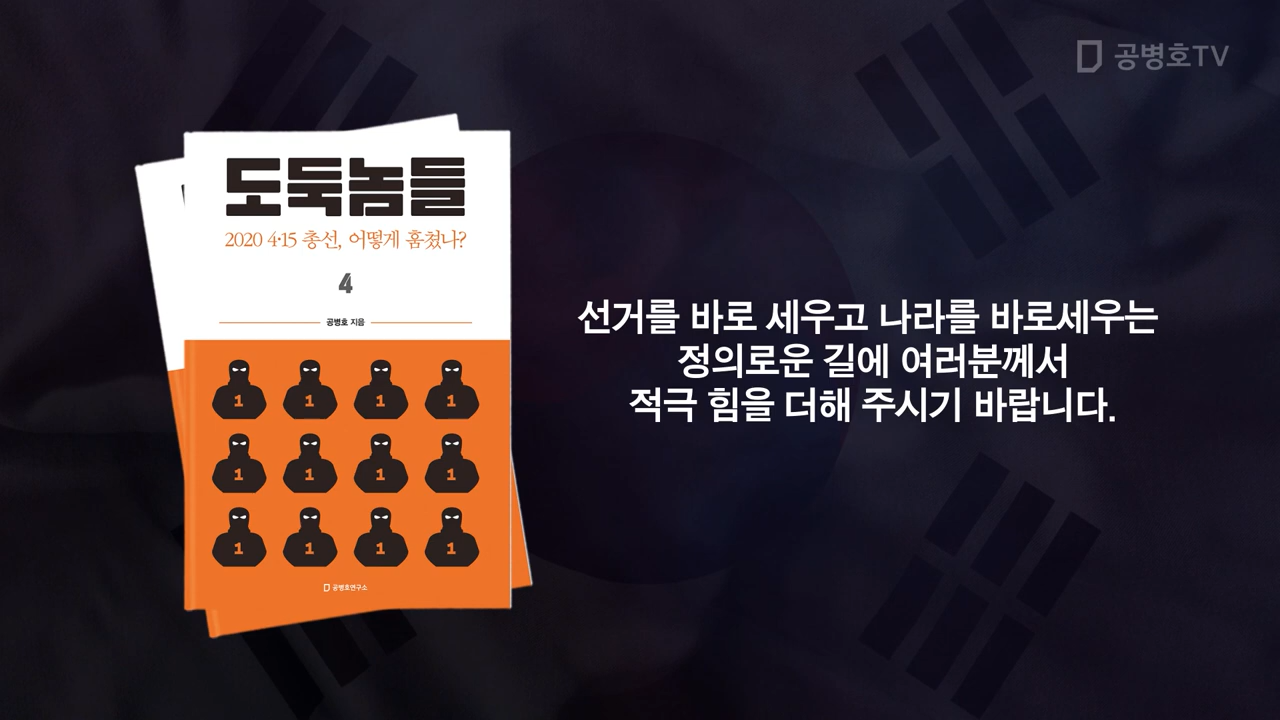 공병호TV
도둑놈들
2020 4·15 총선, 어떻게 훔쳤나?
4
공병호 지음
1 1 1 1
1 1 1 1
1 1 1 1
공병호연구소
선거를 바로 세우고 나라를 바로세우는
정의로운 길에 여러분께서
적극 힘을 더해 주시기 바랍니다.